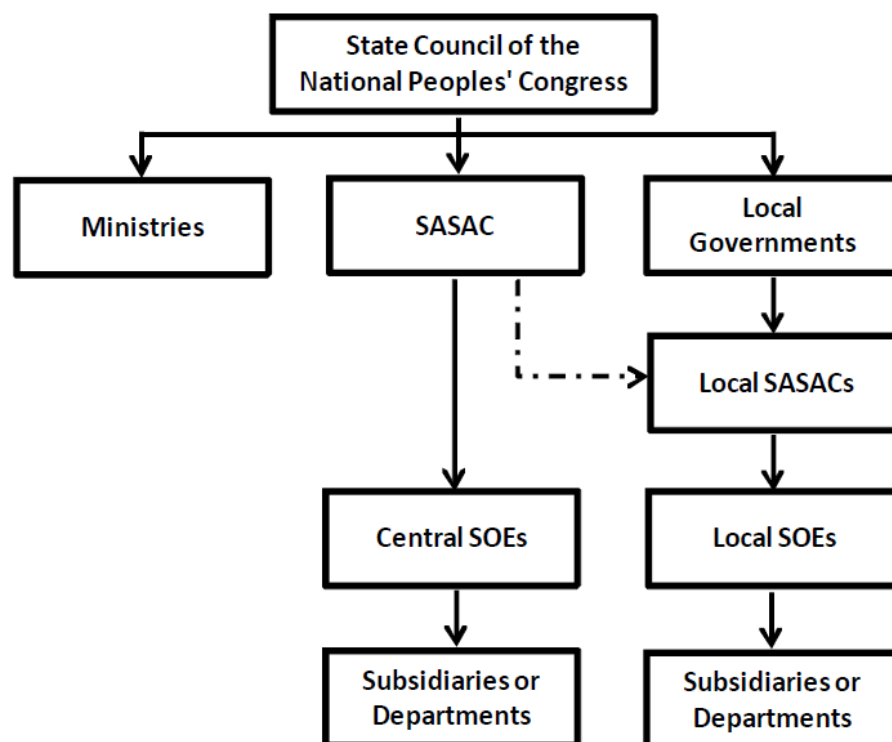 State Council of the
National Peoples' Congress
Ministries
SASAC
Local
Governments
Local SASACs
Central SOEs
Local SOEs
Subsidiaries or
Departments
Subsidiaries or
Departments